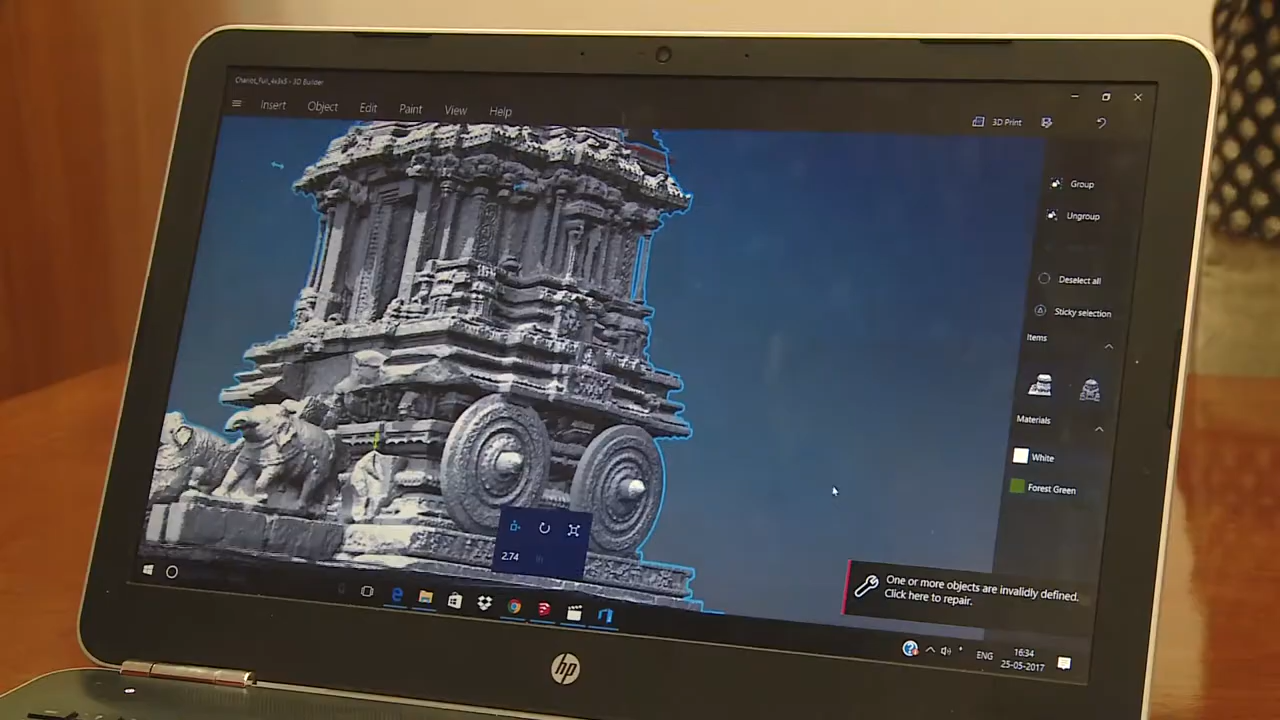 Chariot_Full_4x3x5 - 3D Builder
Insert Object Edit Paint View Help
3D Print
Group
Ungroup
Deselect all
Sticky selection
Items
Materials
White
Forest Green
2.74 in
One or more objects are invalidly defined.
Click here to repair.
ENG
16:34
25-05-2017
hp